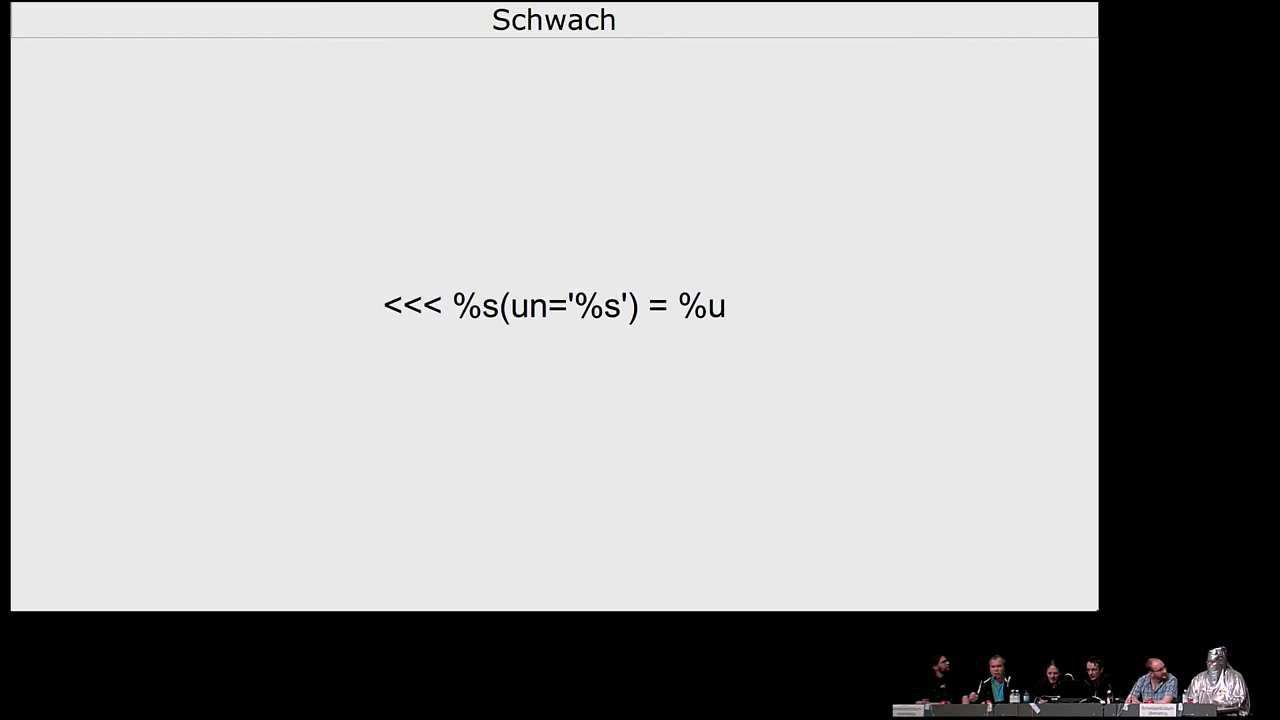 Schwach
<<< %s(un='%s') = %u